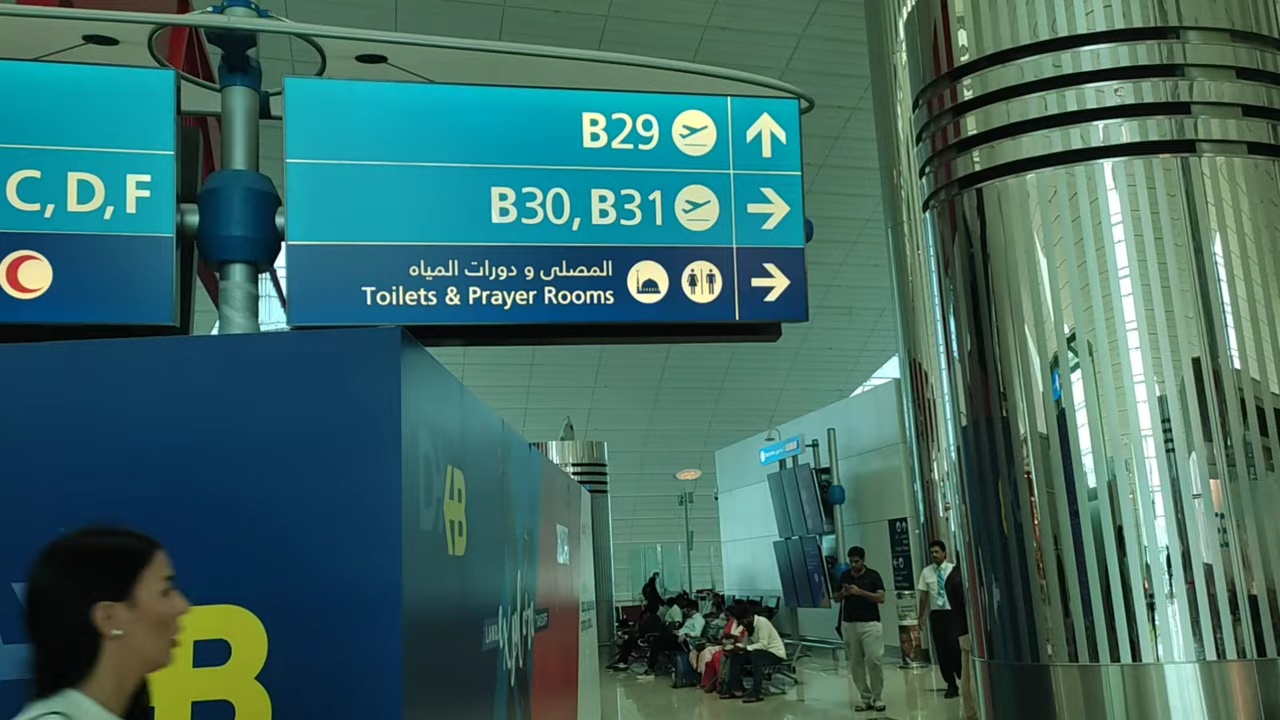 C, D, F
B29
B30, B31
المصلى و دورات المياه
Toilets & Prayer Rooms
B
B